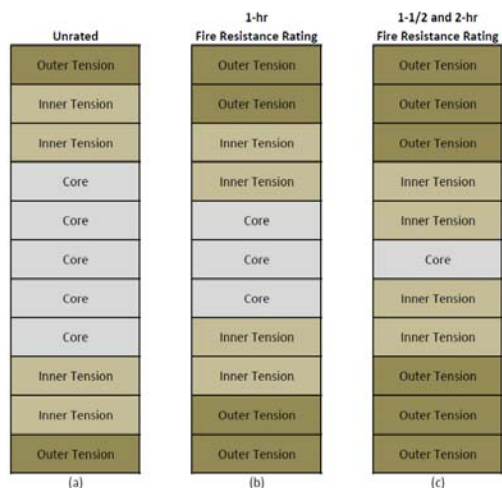 Unrated
Outer Tension
Inner Tension
Inner Tension
Core
Core
Core
Core
Core
Inner Tension
Inner Tension
Outer Tension
(a)
1-hr
Fire Resistance Rating
Outer Tension
Outer Tension
Inner Tension
Inner Tension
Core
Core
Core
Inner Tension
Inner Tension
Outer Tension
Outer Tension
(b)
1-1/2 and 2-hr
Fire Resistance Rating
Outer Tension
Outer Tension
Outer Tension
Inner Tension
Inner Tension
Core
Inner Tension
Inner Tension
Outer Tension
Outer Tension
Outer Tension
(c)